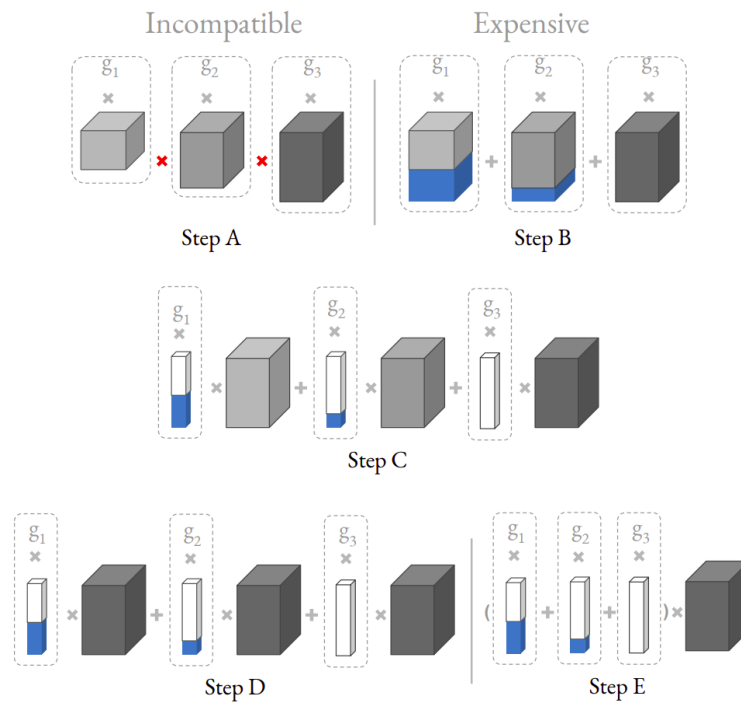 Incompatible Expensive
g₁ g₂ g₃ g₁ g₂ g₃
× × × × × ×
× × + +
Step A Step B
g₁ g₂ g₃
× × ×
× + × + ×
Step C
g₁ g₂ g₃ g₁ g₂ g₃
× × × × × ×
× + × + × ( + + ) ×
Step D Step E